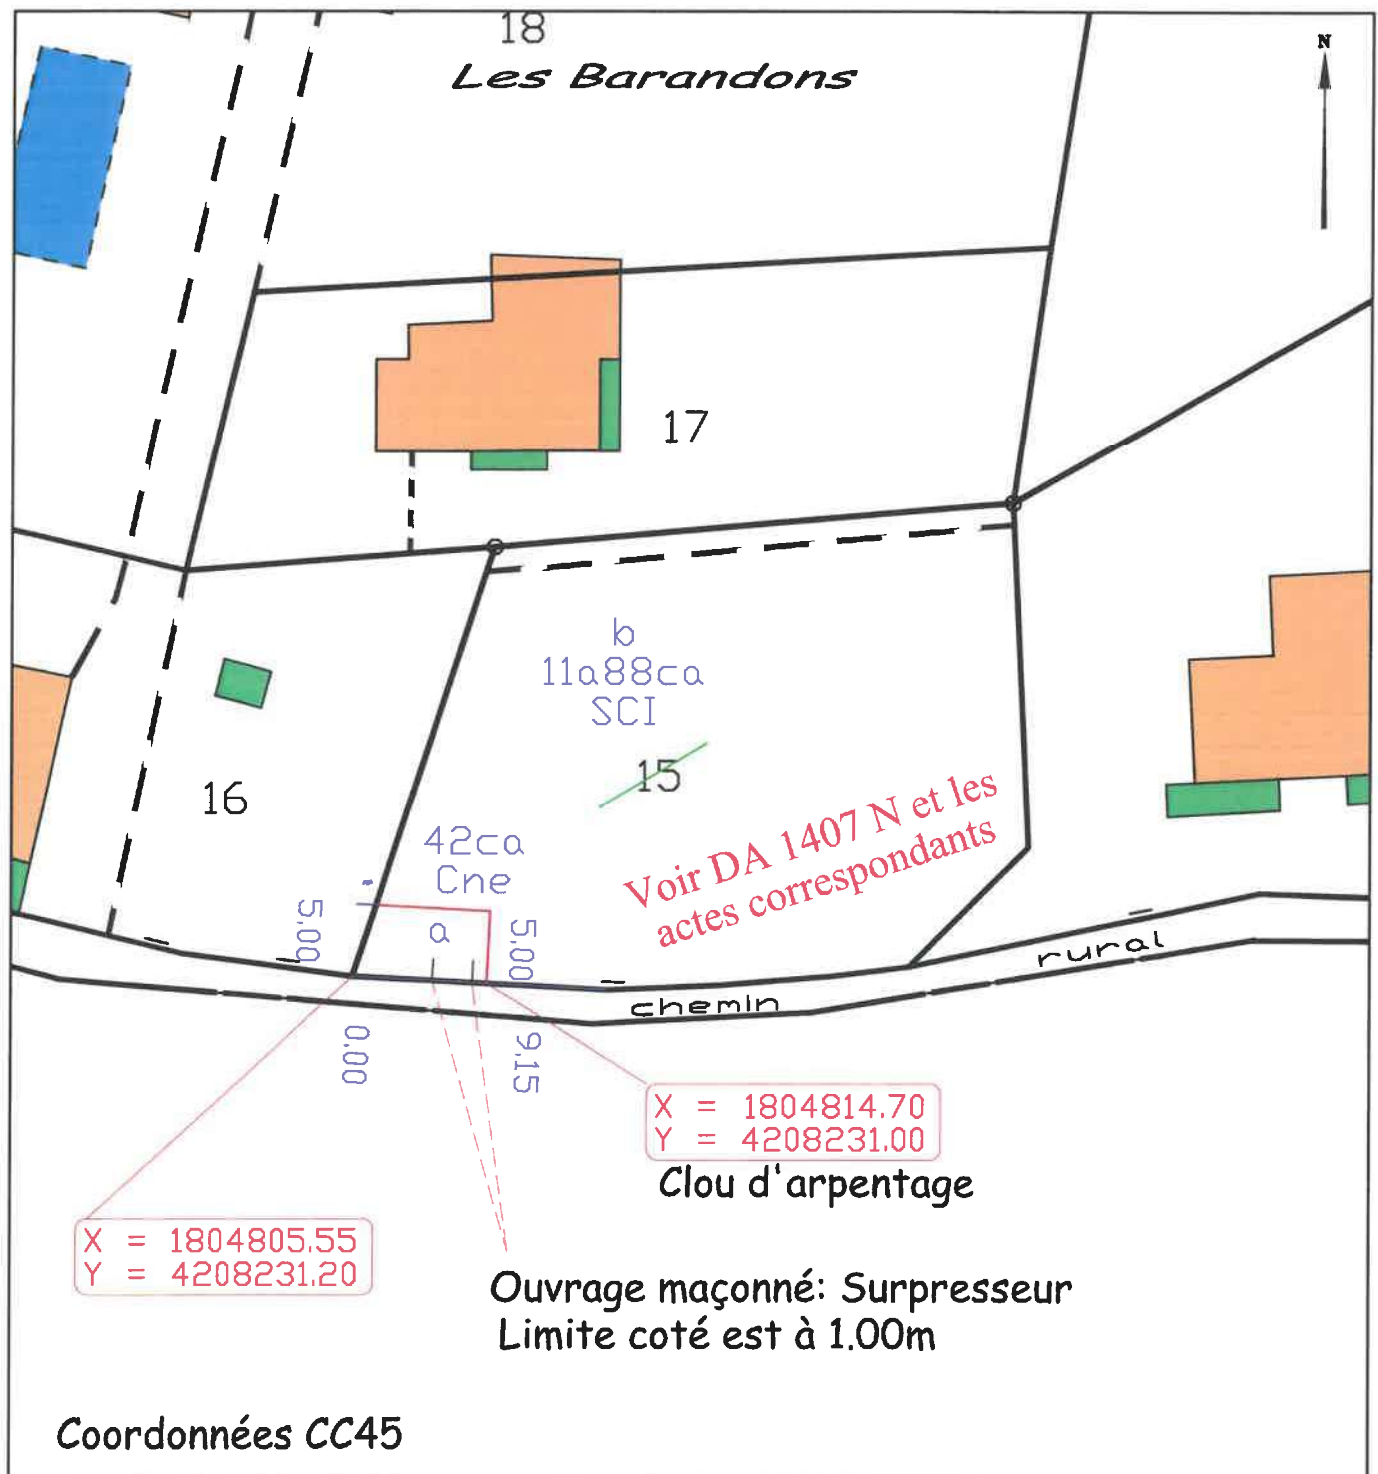 18
Les Barandons
N
17
b
11a88ca
SCI
15
16
42ca
Cne
a
Voir DA 1407 N et les
actes correspondants
5.00
5.00
rural
chemin
0.00
9.15
X = 1804814.70
Y = 4208231.00
Clou d'arpentage
X = 1804805.55
Y = 4208231.20
Ouvrage maçonné: Surpresseur
Limite coté est à 1.00m
Coordonnées CC45